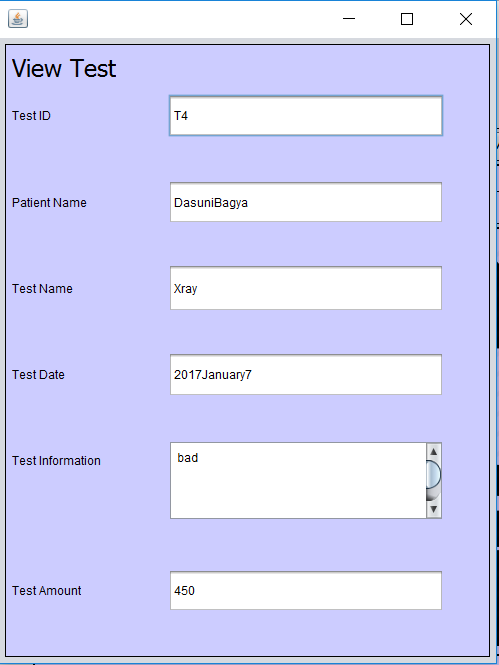 View Test
Test ID T4
Patient Name DasuniBagya
Test Name Xray
Test Date 2017January7
Test Information bad
Test Amount 450